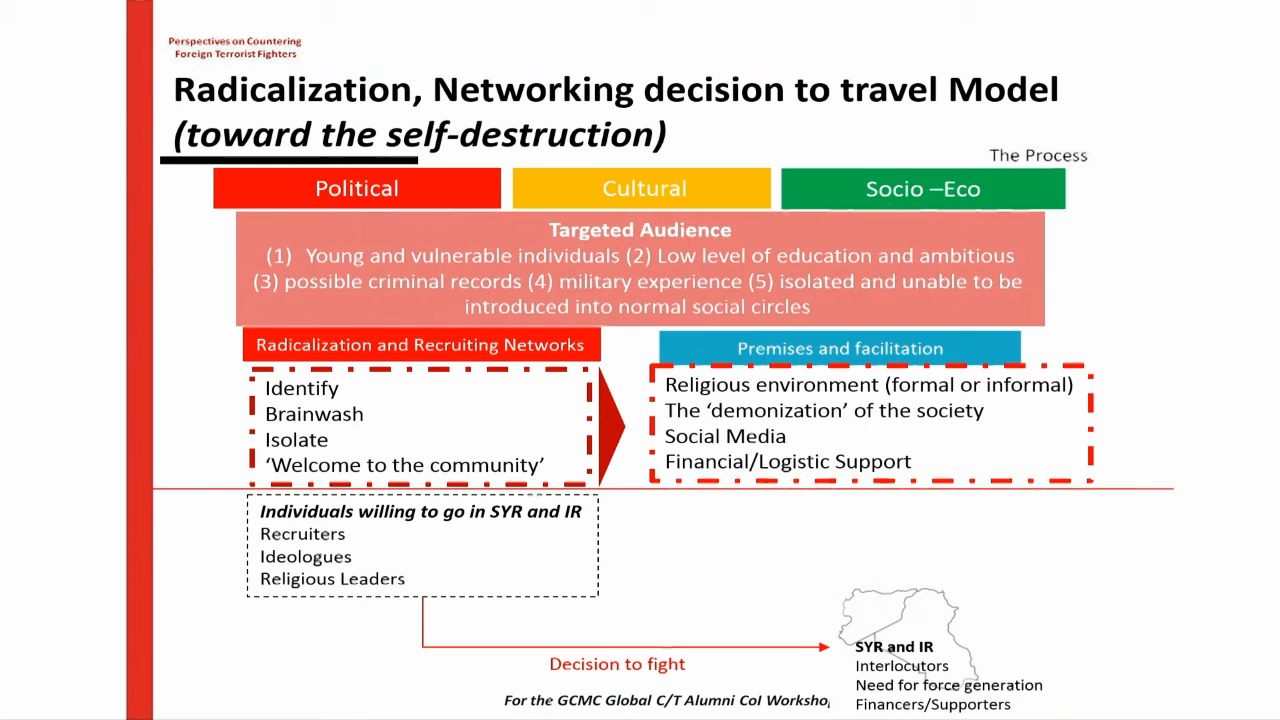 Perspectives on Countering
Foreign Terrorist Fighters
Radicalization, Networking decision to travel Model
(toward the self-destruction)
The Process
Political
Cultural
Socio –Eco
Targeted Audience
(1) Young and vulnerable individuals (2) Low level of education and ambitious
(3) possible criminal records (4) military experience (5) isolated and unable to be
introduced into normal social circles
Radicalization and Recruiting Networks
Premises and facilitation
Identify
Brainwash
Isolate
‘Welcome to the community’
Religious environment (formal or informal)
The ‘demonization’ of the society
Social Media
Financial/Logistic Support
Individuals willing to go in SYR and IR
Recruiters
Ideologues
Religious Leaders
Decision to fight
SYR and IR
Interlocutors
Need for force generation
Financers/Supporters
For the GCMC Global C/T Alumni CoI